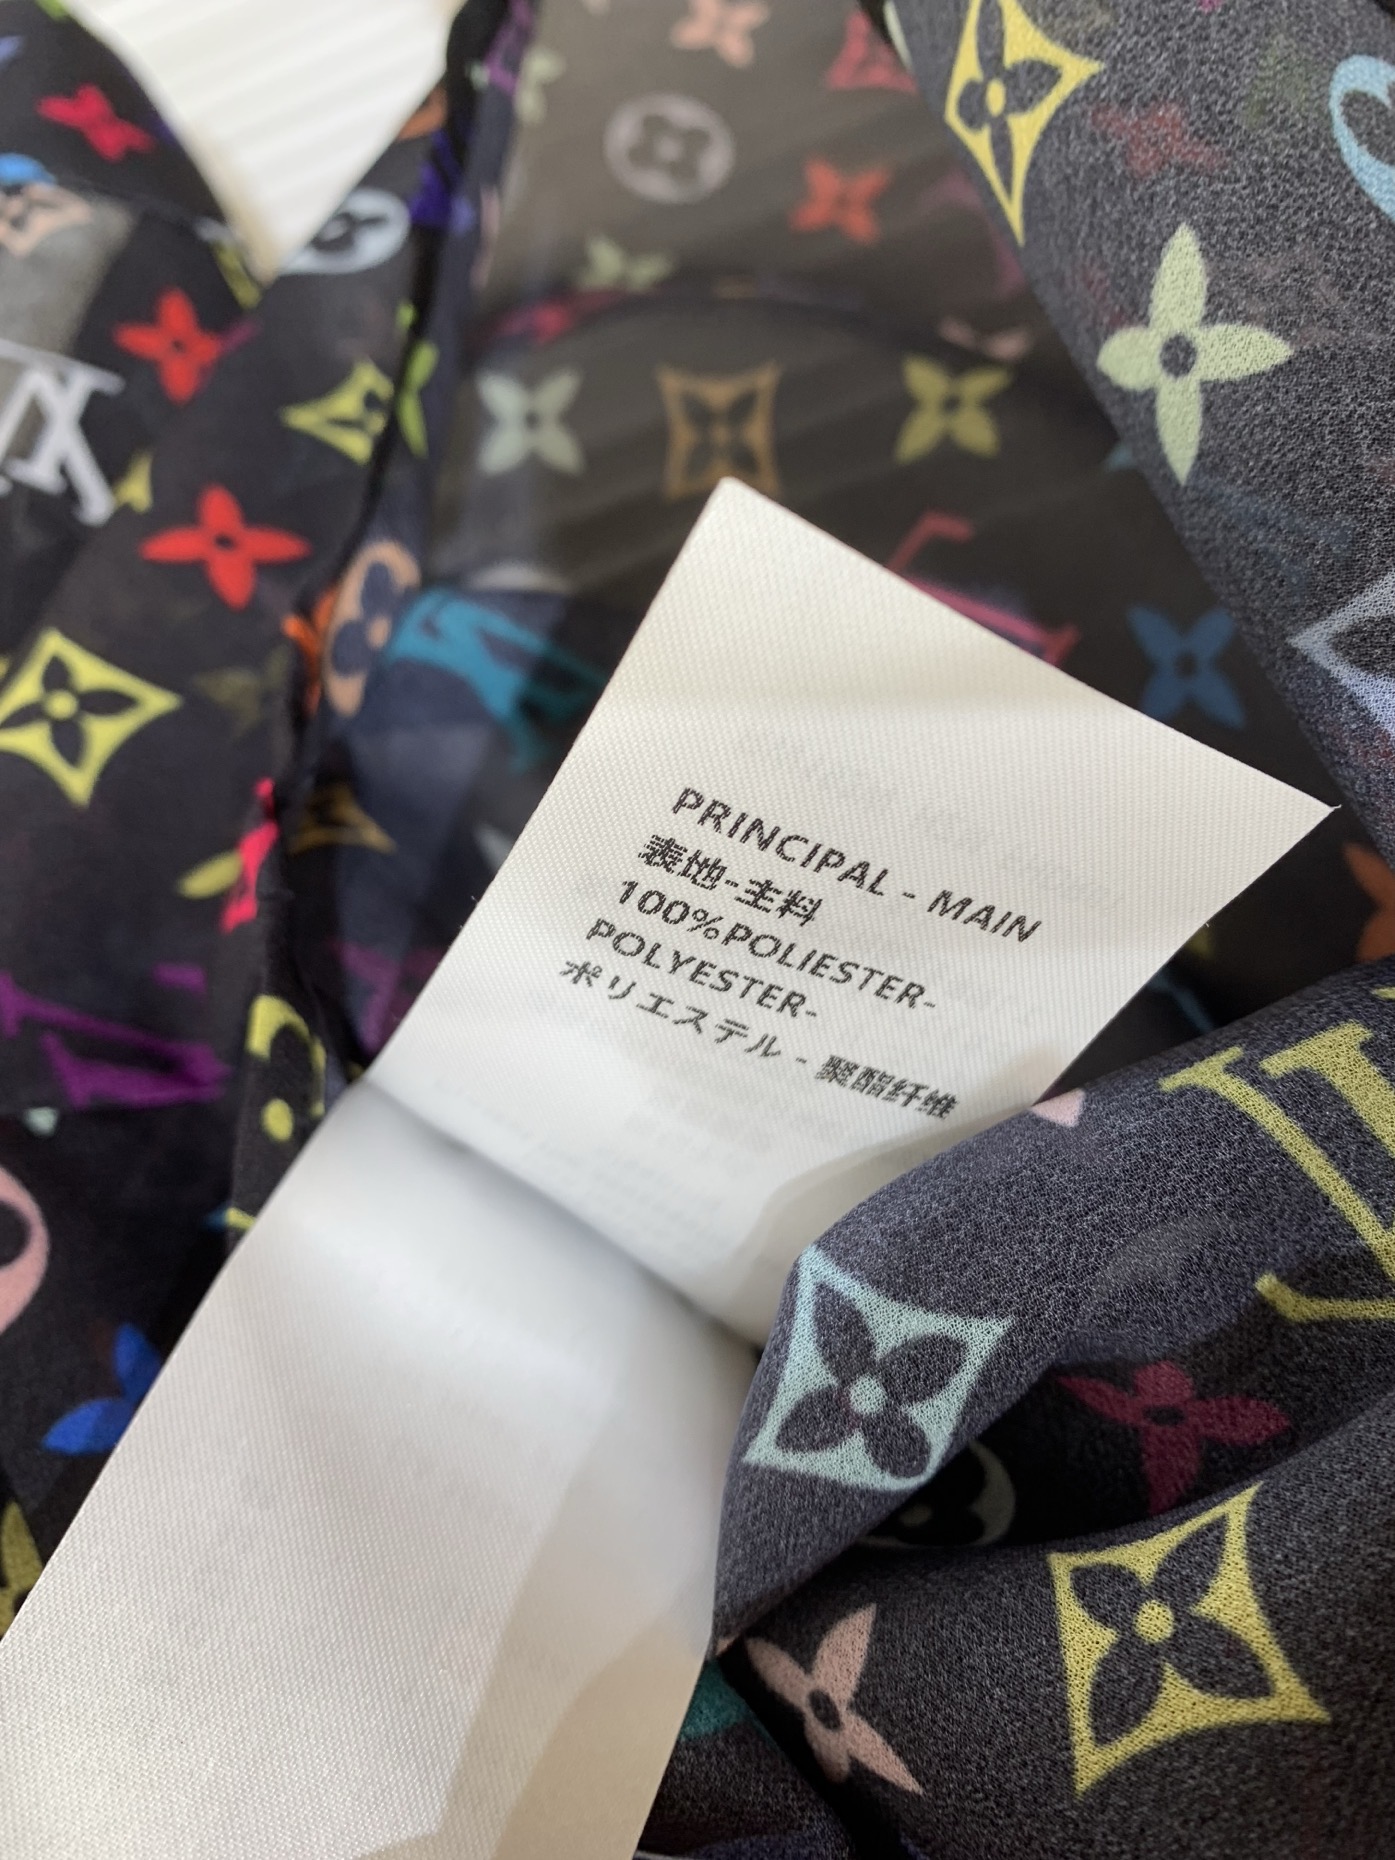 PRINCIPAL - MAIN
表地-主料
100%POLIESTER-
POLYESTER-
ポリエステル - 聚酯纤维